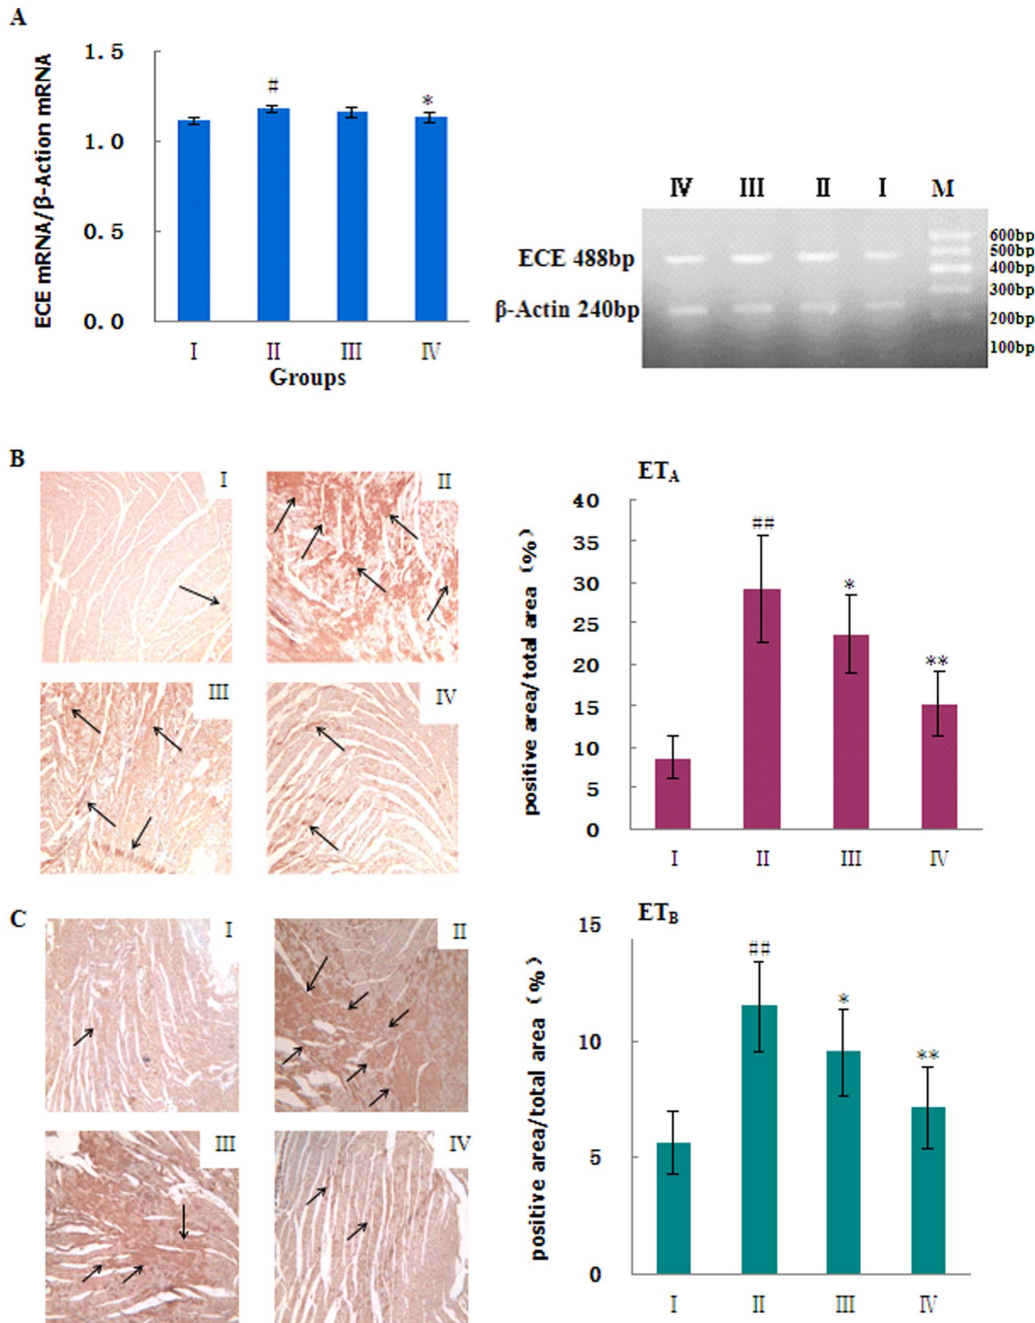 A
ECE mRNA/β-Action mRNA
1.5
1.0
0.5
0.0
#
*
I II III IV
Groups
IV III II I M
ECE 488bp
β-Actin 240bp
600bp
500bp
400bp
300bp
200bp
100bp
B
I
II
III
IV
ETA
positive area/total area (%)
40
35
30
25
20
15
10
5
0
##
*
**
I II III IV
C
I
II
III
IV
ETB
positive area/total area (%)
15
10
5
0
##
*
**
I II III IV